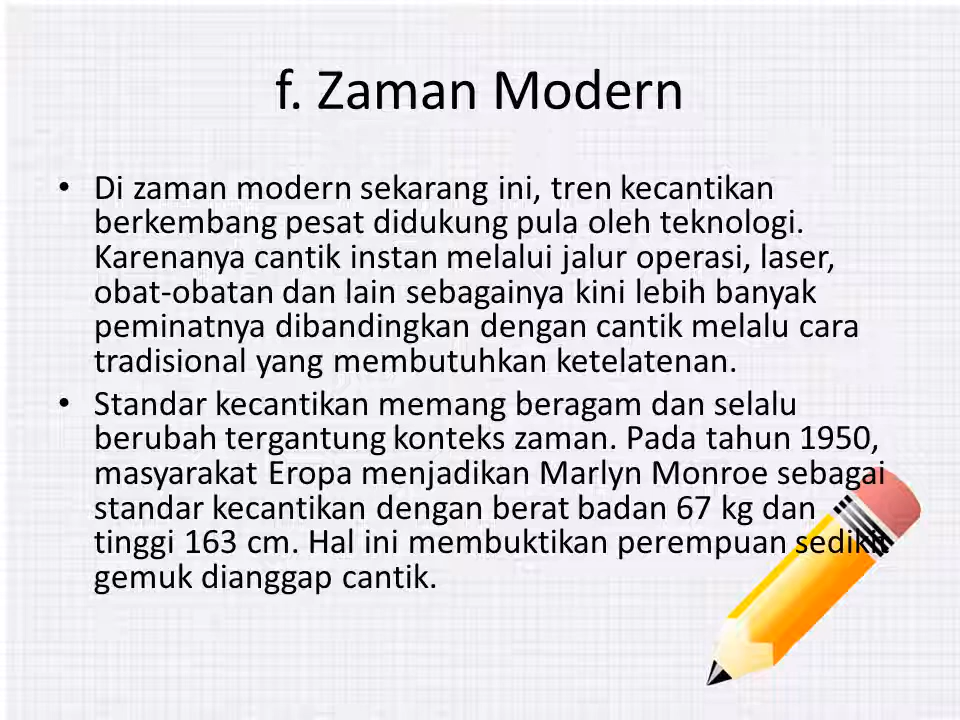 f. Zaman Modern
• Di zaman modern sekarang ini, tren kecantikan
berkembang pesat didukung pula oleh teknologi.
Karenanya cantik instan melalui jalur operasi, laser,
obat-obatan dan lain sebagainya kini lebih banyak
peminatnya dibandingkan dengan cantik melalu cara
tradisional yang membutuhkan ketelatenan.
• Standar kecantikan memang beragam dan selalu
berubah tergantung konteks zaman. Pada tahun 1950,
masyarakat Eropa menjadikan Marlyn Monroe sebagai
standar kecantikan dengan berat badan 67 kg dan
tinggi 163 cm. Hal ini membuktikan perempuan sedikit
gemuk dianggap cantik.